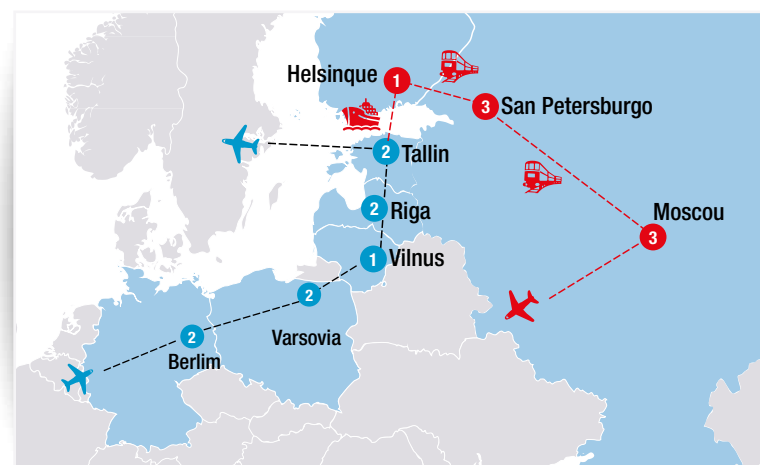 Helsinque
1
3
San Petersburgo
2
Tallin
2
Riga
3
Moscou
1
Vilnus
2
Varsovia
2
Berlim